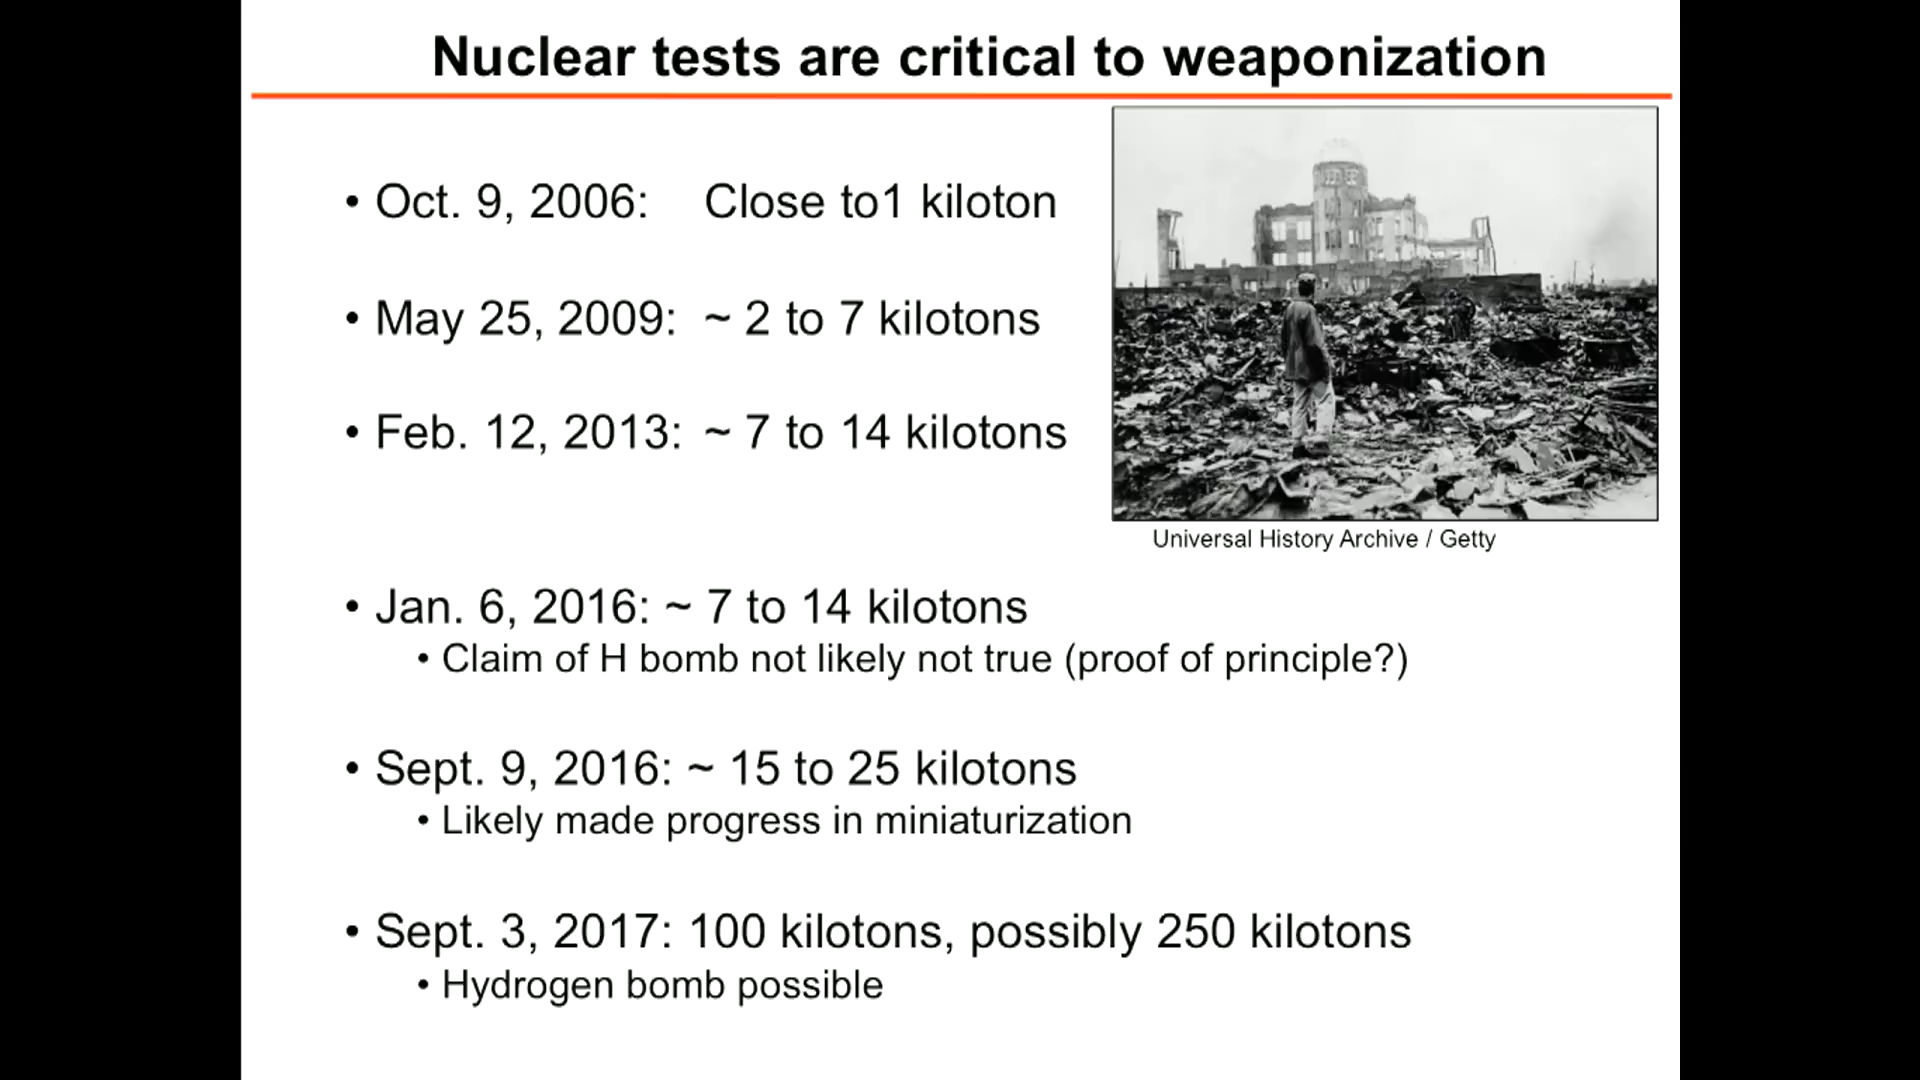 Nuclear tests are critical to weaponization
• Oct. 9, 2006: Close to1 kiloton
• May 25, 2009: ~ 2 to 7 kilotons
• Feb. 12, 2013: ~ 7 to 14 kilotons
Universal History Archive / Getty
• Jan. 6, 2016: ~ 7 to 14 kilotons
• Claim of H bomb not likely not true (proof of principle?)
• Sept. 9, 2016: ~ 15 to 25 kilotons
• Likely made progress in miniaturization
• Sept. 3, 2017: 100 kilotons, possibly 250 kilotons
• Hydrogen bomb possible